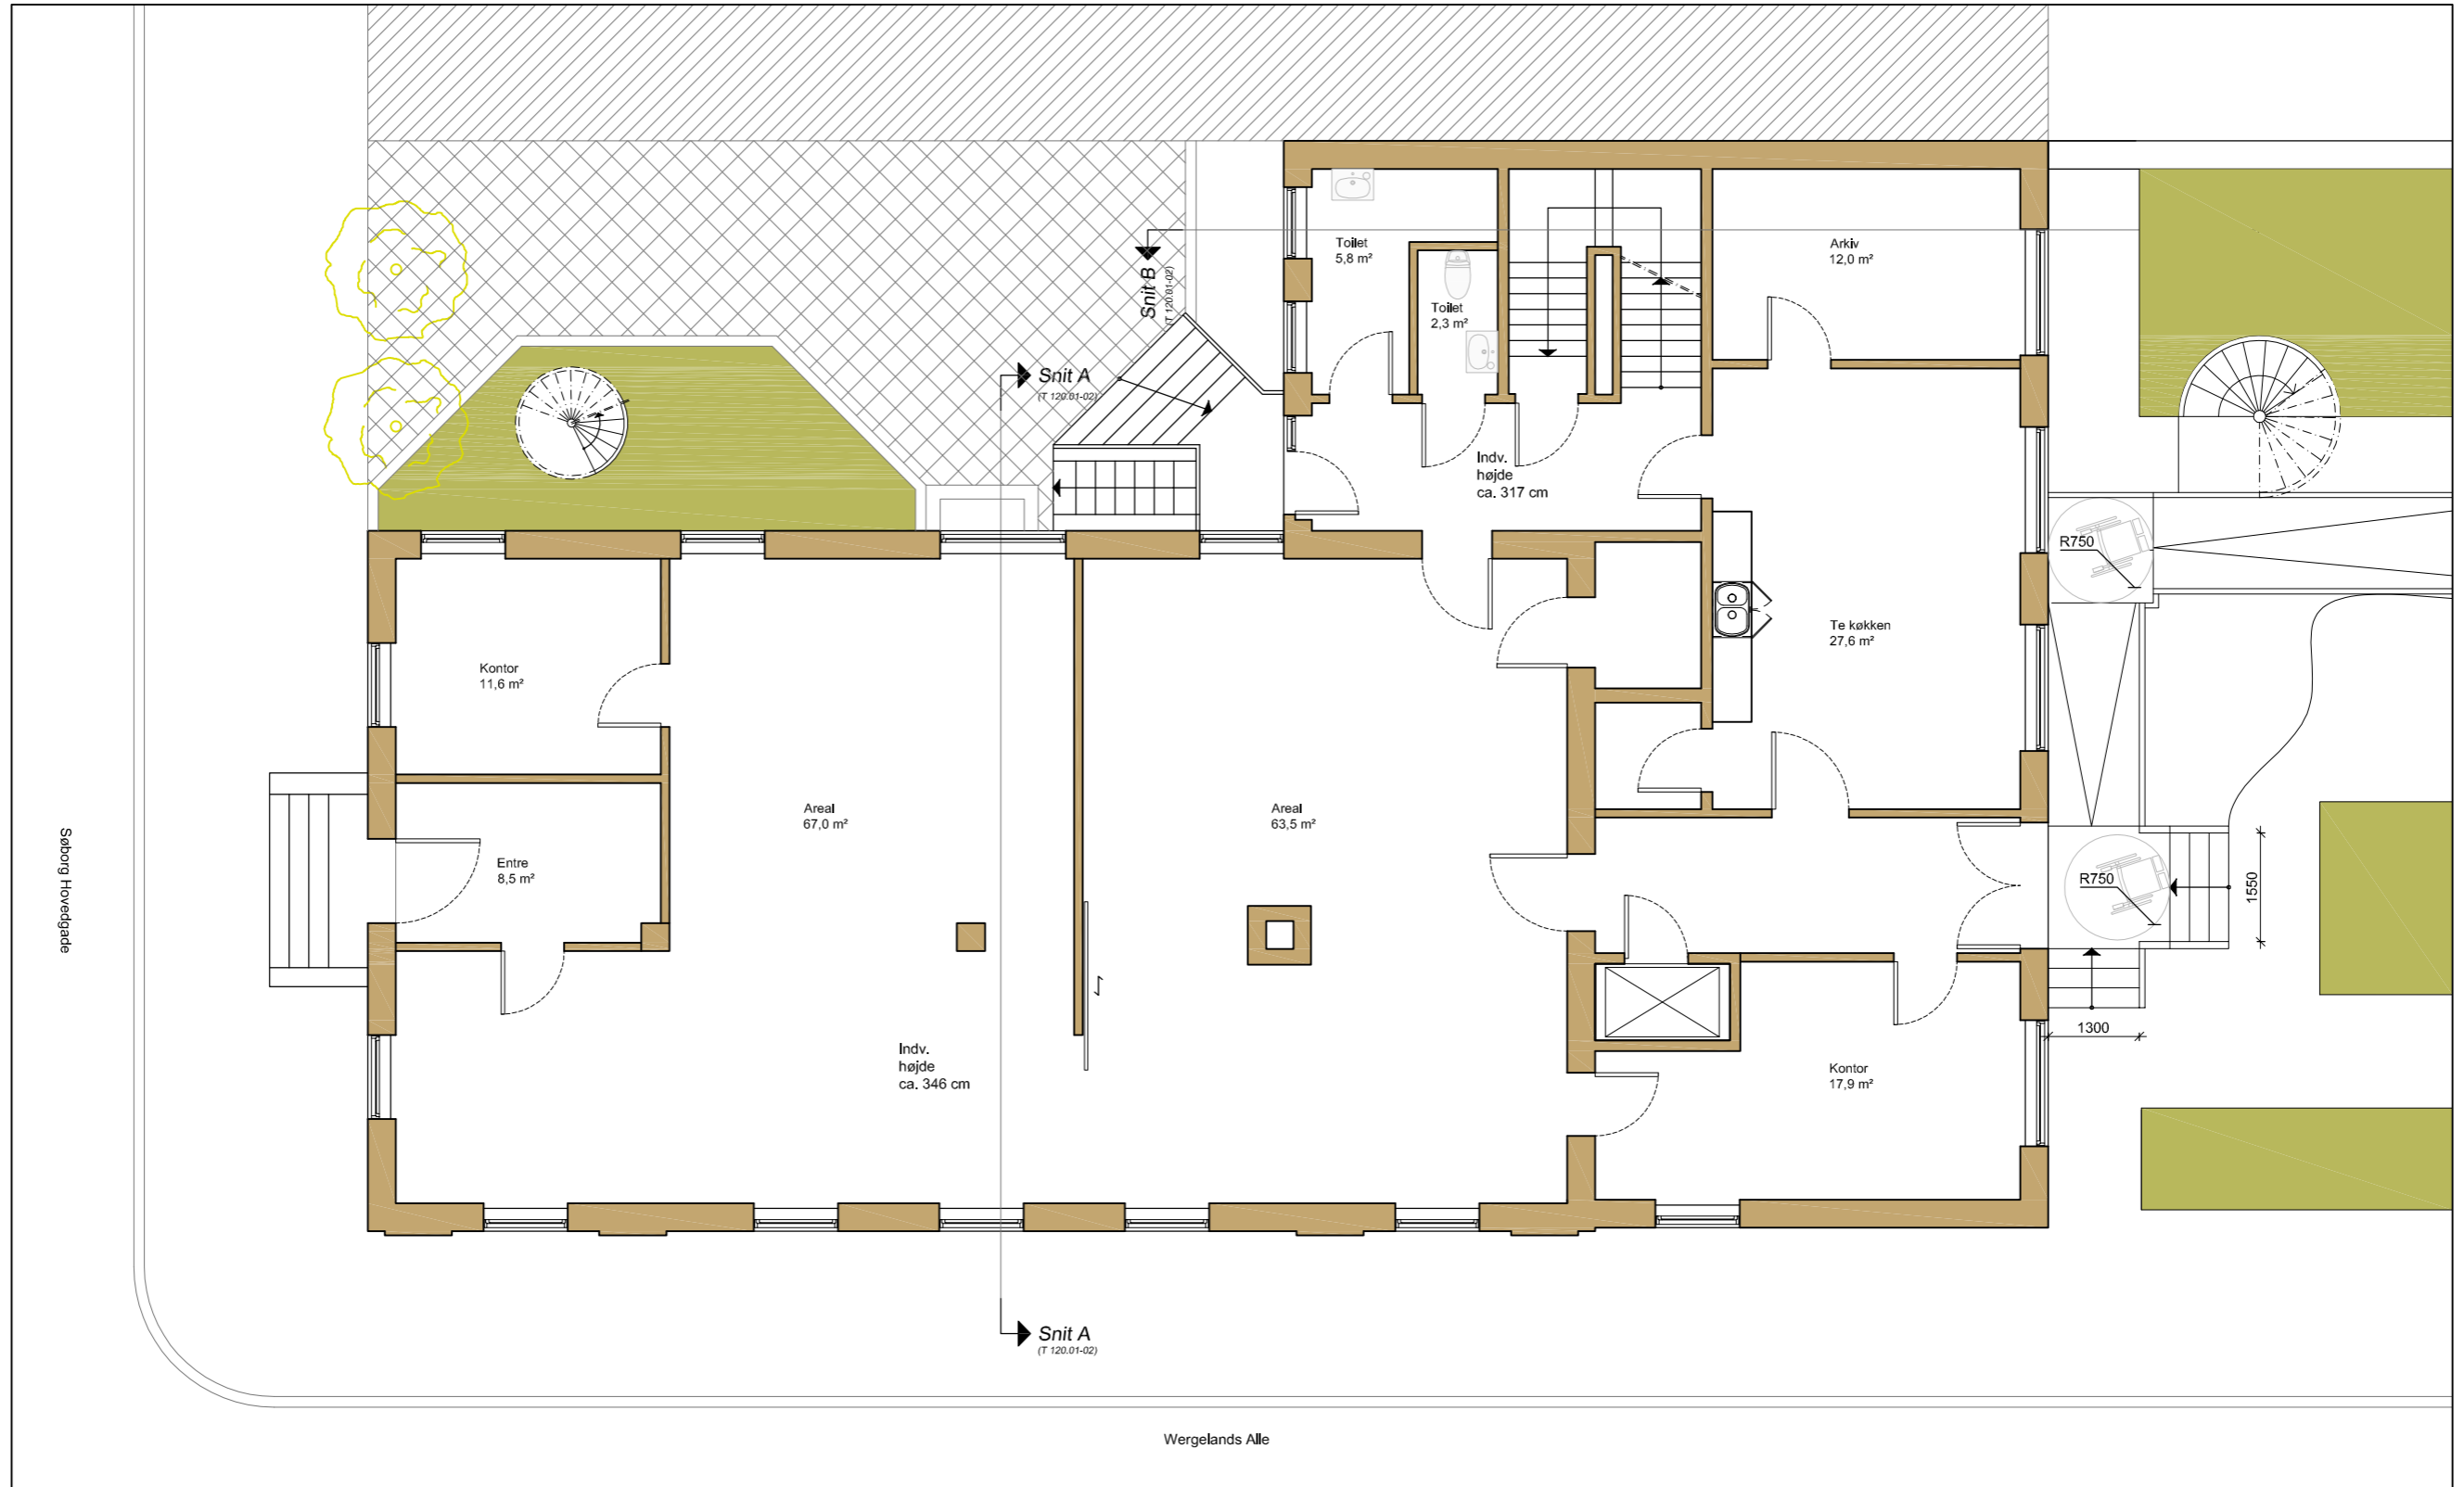 Toilet
5,8 m²
Arkiv
12,0 m²
Snit B
(T 120.01-02)
Toilet
2,3 m²
Snit A
(T 120.01-02)
Indv.
højde
ca. 317 cm
R750
Te køkken
27,6 m²
Kontor
11,6 m²
Areal
67,0 m²
Areal
63,5 m²
Entre
8,5 m²
Søborg Hovedgade
R750
1550
1300
Indv.
højde
ca. 346 cm
Kontor
17,9 m²
Snit A
(T 120.01-02)
Wergelands Alle